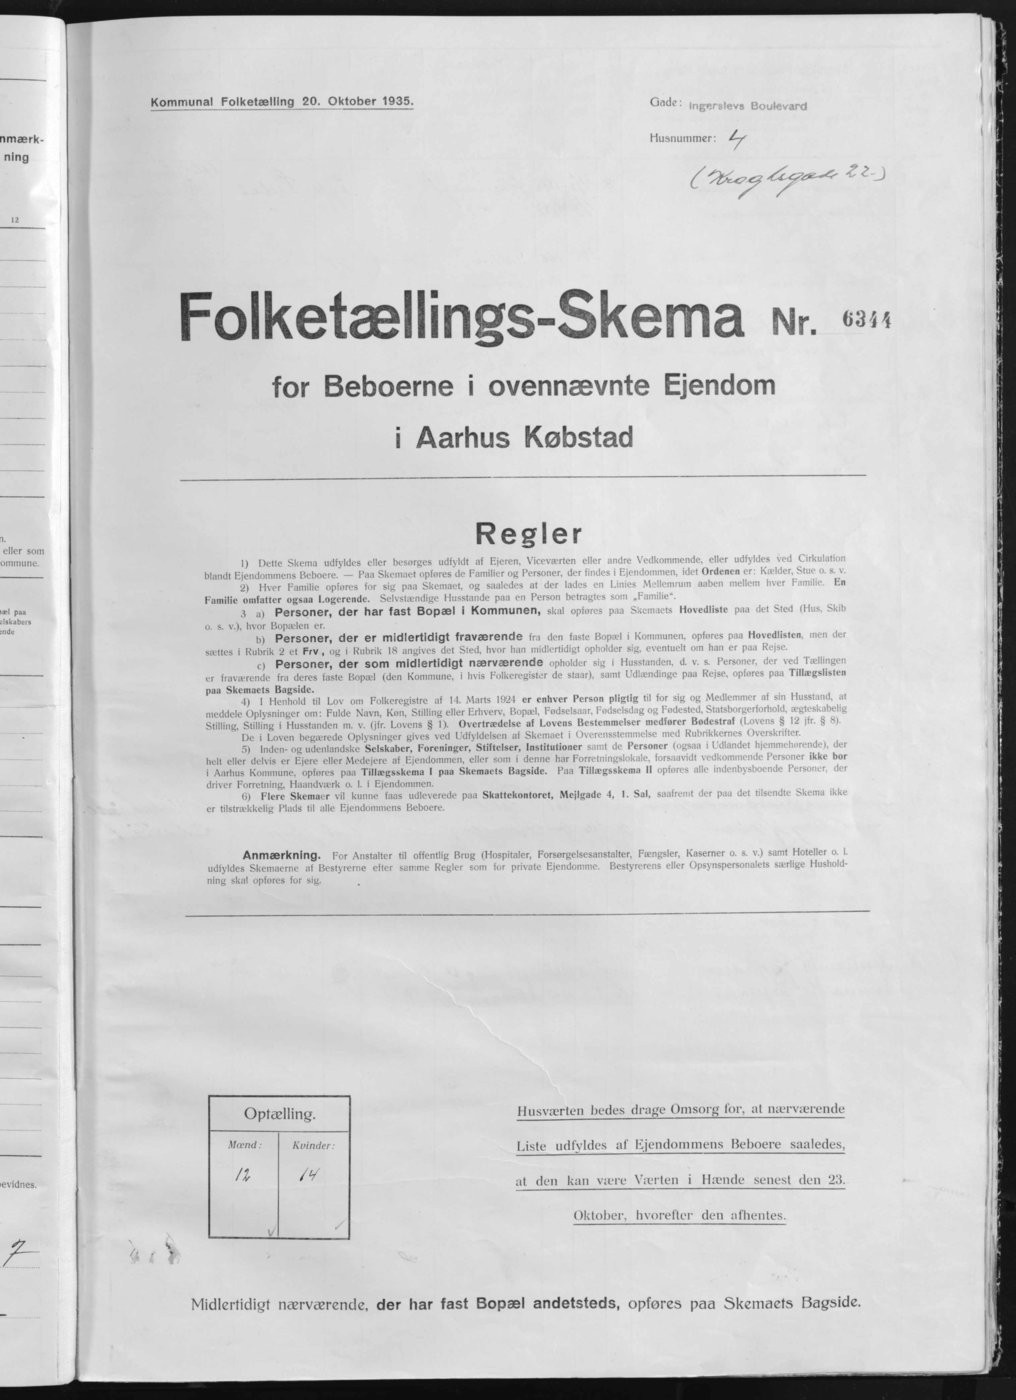 nmærk-
ning
12
n.
eller som
ommune.
æl paa
elskabers
ende
evidnes.
7
Kommunal Folketælling 20. Oktober 1935.
Gade: Ingerslevs Boulevard
Husnummer: 4
(Kroghsgade 22)
Folketællings-Skema Nr. 6344
for Beboerne i ovennævnte Ejendom
i Aarhus Købstad
Regler
1) Dette Skema udfyldes eller besørges udfyldt af Ejeren, Viceværten eller andre Vedkommende, eller udfyldes ved Cirkulation
blandt Ejendommens Beboere. — Paa Skemaet opføres de Familier og Personer, der findes i Ejendommen, idet Ordenen er: Kælder, Stue o. s. v.
2) Hver Familie opføres for sig paa Skemaet, og saaledes at der lades en Linies Mellemrum aaben mellem hver Familie. En
Familie omfatter ogsaa Logerende. Selvstændige Husstande paa en Person betragtes som „Familie“.
3 a) Personer, der har fast Bopæl i Kommunen, skal opføres paa Skemaets Hovedliste paa det Sted (Hus, Skib
o. s. v.), hvor Bopælen er.
b) Personer, der er midlertidigt fraværende fra den faste Bopæl i Kommunen, opføres paa Hovedlisten, men der
sættes i Rubrik 2 et Frv, og i Rubrik 18 angives det Sted, hvor han midlertidigt opholder sig, eventuelt om han er paa Rejse.
c) Personer, der som midlertidigt nærværende opholder sig i Husstanden, d. v. s. Personer, der ved Tællingen
er fraværende fra deres faste Bopæl (den Kommune, i hvis Folkeregister de staar), samt Udlændinge paa Rejse, opføres paa Tillægslisten
paa Skemaets Bagside.
4) I Henhold til Lov om Folkeregistre af 14. Marts 1924 er enhver Person pligtig til for sig og Medlemmer af sin Husstand, at
meddele Oplysninger om: Fulde Navn, Køn, Stilling eller Erhverv, Bopæl, Fødselsaar, Fødselsdag og Fødested, Statsborgerforhold, ægteskabelig
Stilling, Stilling i Husstanden m. v. (jfr. Lovens § 1). Overtrædelse af Lovens Bestemmelser medfører Bødestraf (Lovens § 12 jfr. § 8).
De i Loven begærede Oplysninger gives ved Udfyldelsen af Skemaet i Overensstemmelse med Rubrikkernes Overskrifter.
5) Inden- og udenlandske Selskaber, Foreninger, Stiftelser, Institutioner samt de Personer (ogsaa i Udlandet hjemmehørende), der
helt eller delvis er Ejere eller Medejere af Ejendommen, eller som i denne har Forretningslokale, forsaavidt vedkommende Personer ikke bor
i Aarhus Kommune, opføres paa Tillægsskema I paa Skemaets Bagside. Paa Tillægsskema II opføres alle indenbysboende Personer, der
driver Forretning, Haandværk o. l. i Ejendommen.
6) Flere Skemaer vil kunne faas udleverede paa Skattekontoret, Mejlgade 4, 1. Sal, saafremt der paa det tilsendte Skema ikke
er tilstrækkelig Plads til alle Ejendommens Beboere.
Anmærkning. For Anstalter til offentlig Brug (Hospitaler, Forsørgelsesanstalter, Fængsler, Kaserner o. s. v.) samt Hoteller o. l.
udfyldes Skemaerne af Bestyrerne efter samme Regler som for private Ejendomme. Bestyrerens eller Opsynspersonalets særlige Hushold-
ning skal opføres for sig.
Optælling.
Mænd: Kvinder:
12 14
Husværten bedes drage Omsorg for, at nærværende
Liste udfyldes af Ejendommens Beboere saaledes,
at den kan være Værten i Hænde senest den 23.
Oktober, hvorefter den afhentes.
Midlertidigt nærværende, der har fast Bopæl andetsteds, opføres paa Skemaets Bagside.